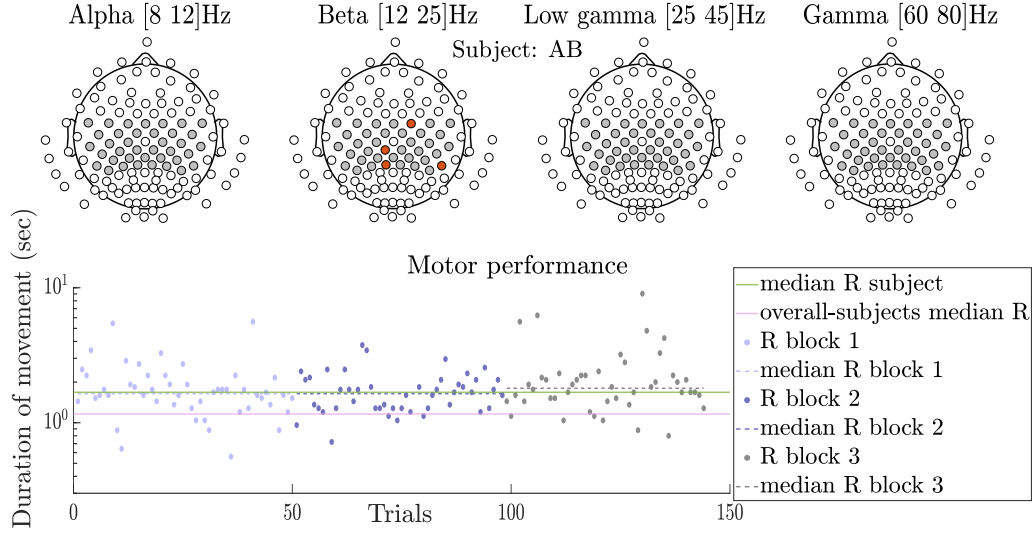 Alpha [8 12]Hz
Beta [12 25]Hz
Low gamma [25 45]Hz
Gamma [60 80]Hz
Subject: AB
Motor performance
Duration of movement (sec)
10^1
10^0
0
50
100
150
Trials
median R subject
overall-subjects median R
R block 1
median R block 1
R block 2
median R block 2
R block 3
median R block 3